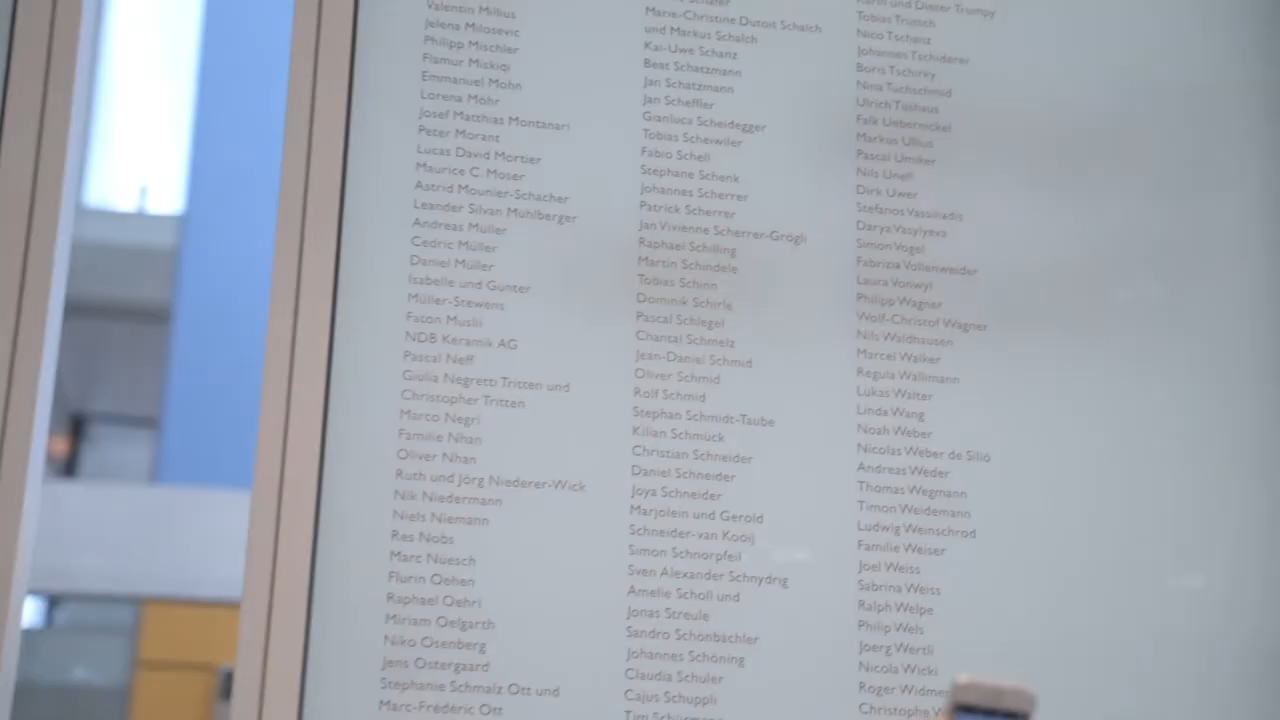 Valentin Millius
Jelena Milosevic
Philipp Mischler
Flamur Miskiqi
Emmanuel Mohn
Lorena Möhr
Josef Matthias Montanari
Peter Morant
Lucas David Mortier
Maurice C. Moser
Astrid Mounier-Schacher
Leander Silvan Mühlberger
Andreas Müller
Cedric Müller
Daniel Müller
Isabelle und Günter
Müller-Stewens
Faton Muslii
NDB Keramik AG
Pascal Neff
Giulia Negretti Tritten und
Christopher Tritten
Marco Negri
Familie Nhan
Oliver Nhan
Ruth und Jörg Niederer-Wick
Nik Niedermann
Niels Niemann
Res Nobs
Marc Nuesch
Flurin Oehen
Raphael Oehri
Miriam Oelgarth
Niko Osenberg
Jens Ostergaard
Stephanie Schmalz Ott und
Marc-Frédéric Ott
Marie-Christine Dutoit Schalch
und Markus Schalch
Kai-Uwe Schanz
Beat Schatzmann
Jan Schatzmann
Jan Scheffler
Gianluca Scheidegger
Tobias Scheiwiler
Fabio Schell
Stephane Schenk
Johannes Scherrer
Patrick Scherrer
Jan Vivienne Scherrer-Grögli
Raphael Schilling
Martin Schindele
Tobias Schinn
Dominik Schirle
Pascal Schlegel
Chantal Schmelz
Jean-Daniel Schmid
Oliver Schmid
Rolf Schmid
Stephan Schmidt-Taube
Kilian Schmück
Christian Schneider
Daniel Schneider
Joya Schneider
Marjolein und Gerold
Schneider-van Kooij
Simon Schnorpfeil
Sven Alexander Schnydrig
Amelie Scholl und
Jonas Streule
Sandro Schönbächler
Johannes Schöning
Claudia Schuler
Cajus Schuppli
Karin und Dieter Trümpy
Tobias Trütsch
Nico Tschanz
Johannes Tschiderer
Boris Tschirky
Nina Tuchschmid
Ulrich Tüshaus
Falk Uebernickel
Markus Ullius
Pascal Umiker
Nils Unell
Dirk Uwer
Stefanos Vassiliadis
Darya Vasylyeva
Simon Vogel
Fabrizia Vollenweider
Laura Vonwyl
Philipp Wagner
Wolf-Christof Wagner
Nils Waldhausen
Marcel Walker
Regula Wallimann
Lukas Walter
Linda Wang
Noah Weber
Nicolas Weber de Siliò
Andreas Weder
Thomas Wegmann
Timon Weidemann
Ludwig Weinschrod
Familie Weiser
Joel Weiss
Sabrina Weiss
Ralph Welpe
Philip Wels
Joerg Wertli
Nicola Wicki
Roger Widmer
Christophe